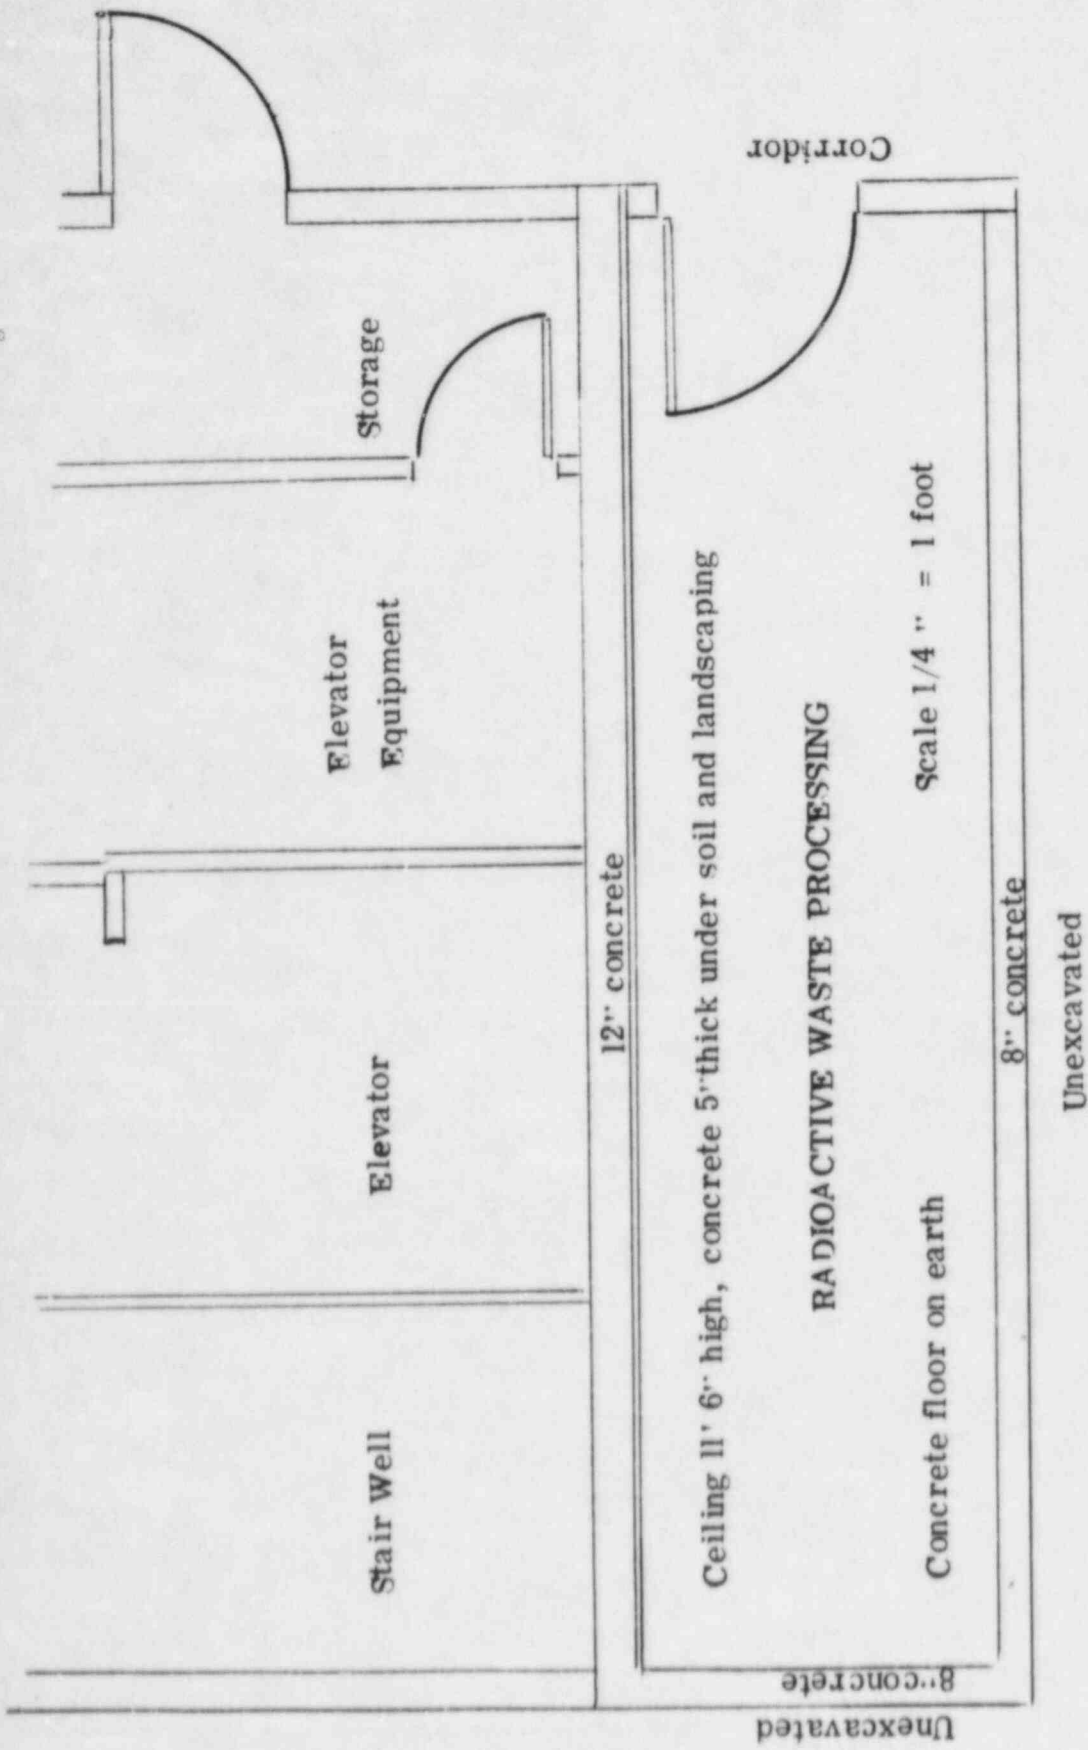 Stair Well
Elevator
Elevator
Equipment
Storage
Corridor
12" concrete
Ceiling 11' 6" high, concrete 5" thick under soil and landscaping
RADIOACTIVE WASTE PROCESSING
Concrete floor on earth
Scale 1/4 " = 1 foot
8" concrete
Unexcavated
8" concrete
Unexcavated